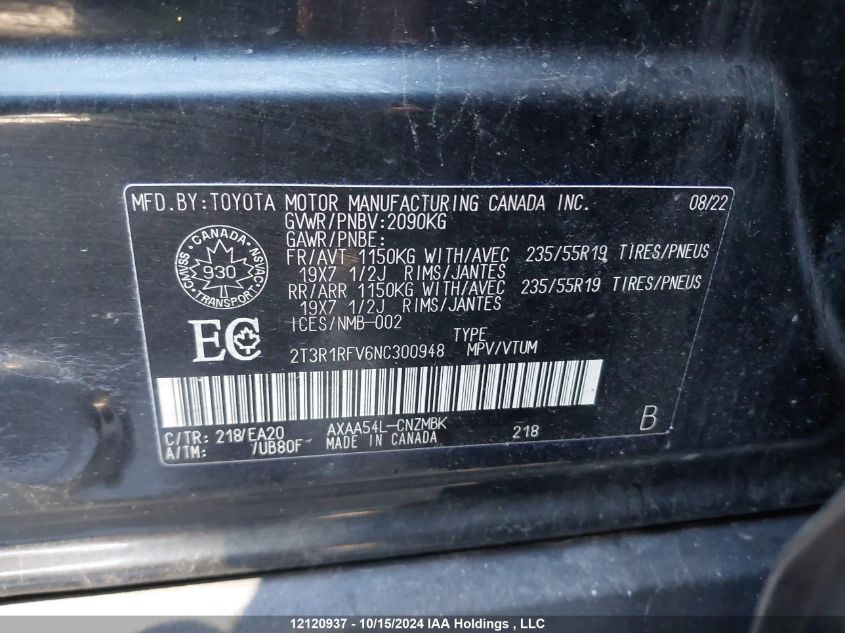 MFD.BY:TOYOTA MOTOR MANUFACTURING CANADA INC. 08/22
GVWR/PNBV:2090KG
GAWR/PNBE:
FR/AVT 1150KG WITH/AVEC 235/55R19 TIRES/PNEUS
19X7 1/2J RIMS/JANTES
RR/ARR 1150KG WITH/AVEC 235/55R19 TIRES/PNEUS
19X7 1/2J RIMS/JANTES
ICES/NMB-002
CANADA
CMVSS 930 NSVAC
TRANSPORT
EC
TYPE
2T3R1RFV6NC300948 MPV/VTUM
C/TR: 218/EA20 AXAA54L-CNZMBK 218 B
A/TM: 7UB80F MADE IN CANADA
12120937 - 10/15/2024 IAA Holdings , LLC